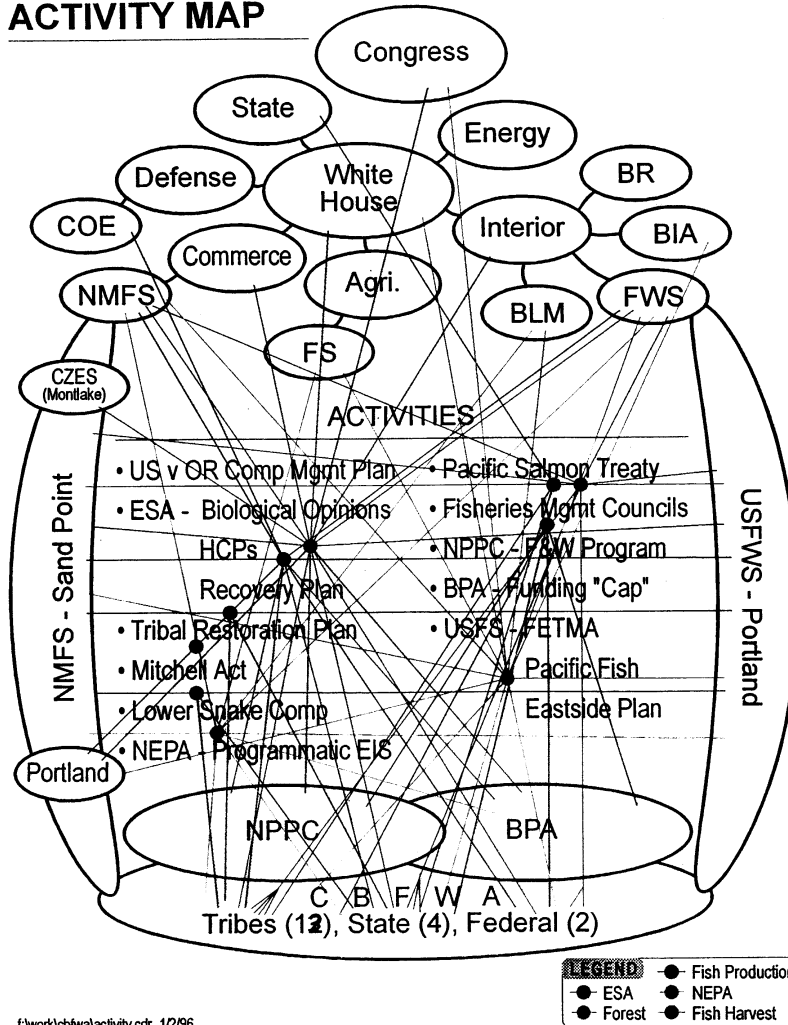 ACTIVITY MAP
Congress
State
Energy
Defense
White
House
BR
COE
Interior
BIA
Commerce
Agri.
NMFS
BLM
FWS
FS
CZES
(Montlake)
ACTIVITIES
• US v OR Comp Mgmt Plan
• ESA - Biological Opinions
HCPs
Recovery Plan
• Tribal Restoration Plan
• Mitchell Act
• Lower Snake Comp
• NEPA - Programmatic EIS
• Pacific Salmon Treaty
• Fisheries Mgmt Councils
• NPPC - F&W Program
• BPA - Funding "Cap"
• USFS - FETMA
Pacific Fish
Eastside Plan
NMFS - Sand Point
USFWS - Portland
Portland
NPPC
BPA
C B F W A
Tribes (13), State (4), Federal (2)
LEGEND
Fish Production
ESA
NEPA
Forest
Fish Harvest
f:\work\cbfwa\activity.cdr 1/2/96